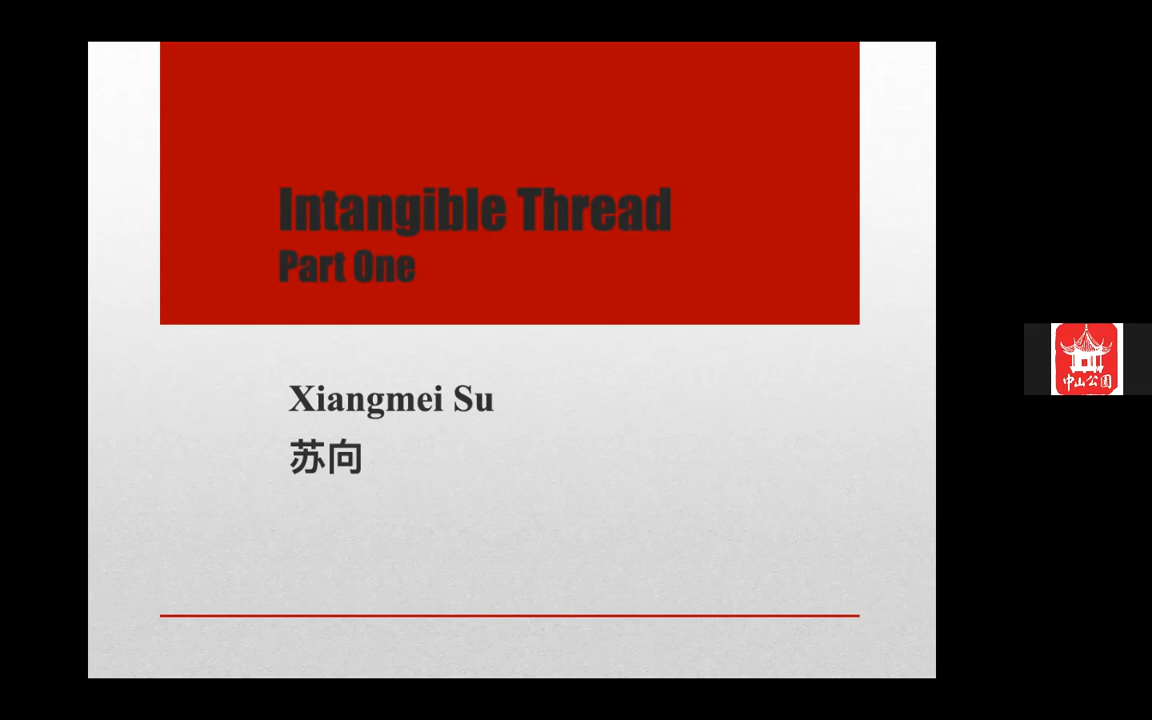 Intangible Thread
Part One
Xiangmei Su
苏向
中山公园